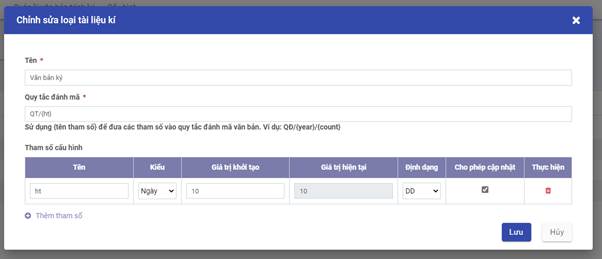 Chỉnh sửa loại tài liệu kí
Tên *
Văn bản ký
Quy tắc đánh mã *
QT/{ht}
Sử dụng {tên tham số} để đưa các tham số vào quy tắc đánh mã văn bản. Ví dụ: QĐ/{year}/{count}
Tham số cấu hình
Tên Kiểu Giá trị khởi tạo Giá trị hiện tại Định dạng Cho phép cập nhật Thực hiện
ht Ngày 10 10 DD
Thêm tham số
Lưu Hủy